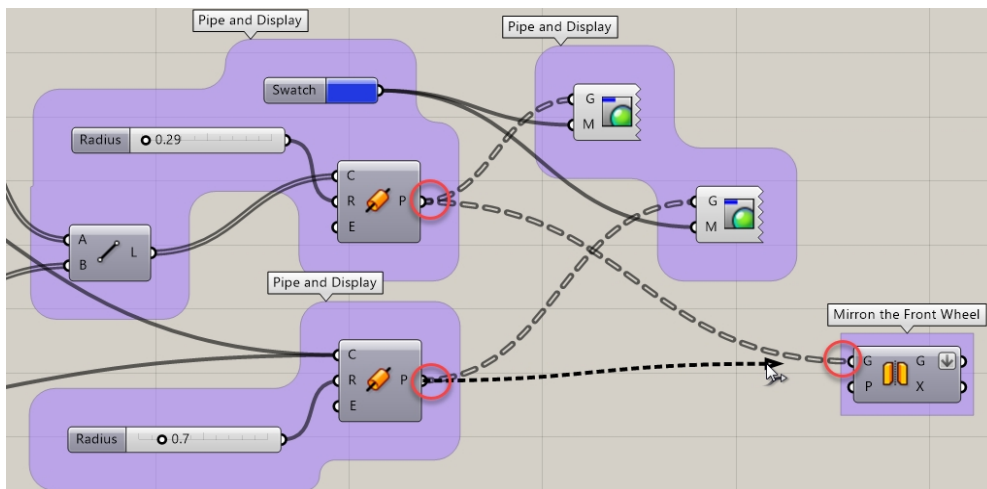 Pipe and Display
Pipe and Display
Swatch
G
M
Radius 0.29
C
R P
E
G
M
A L
B
Pipe and Display
Mirron the Front Wheel
C
R P
E
G G
P X
Radius 0.7